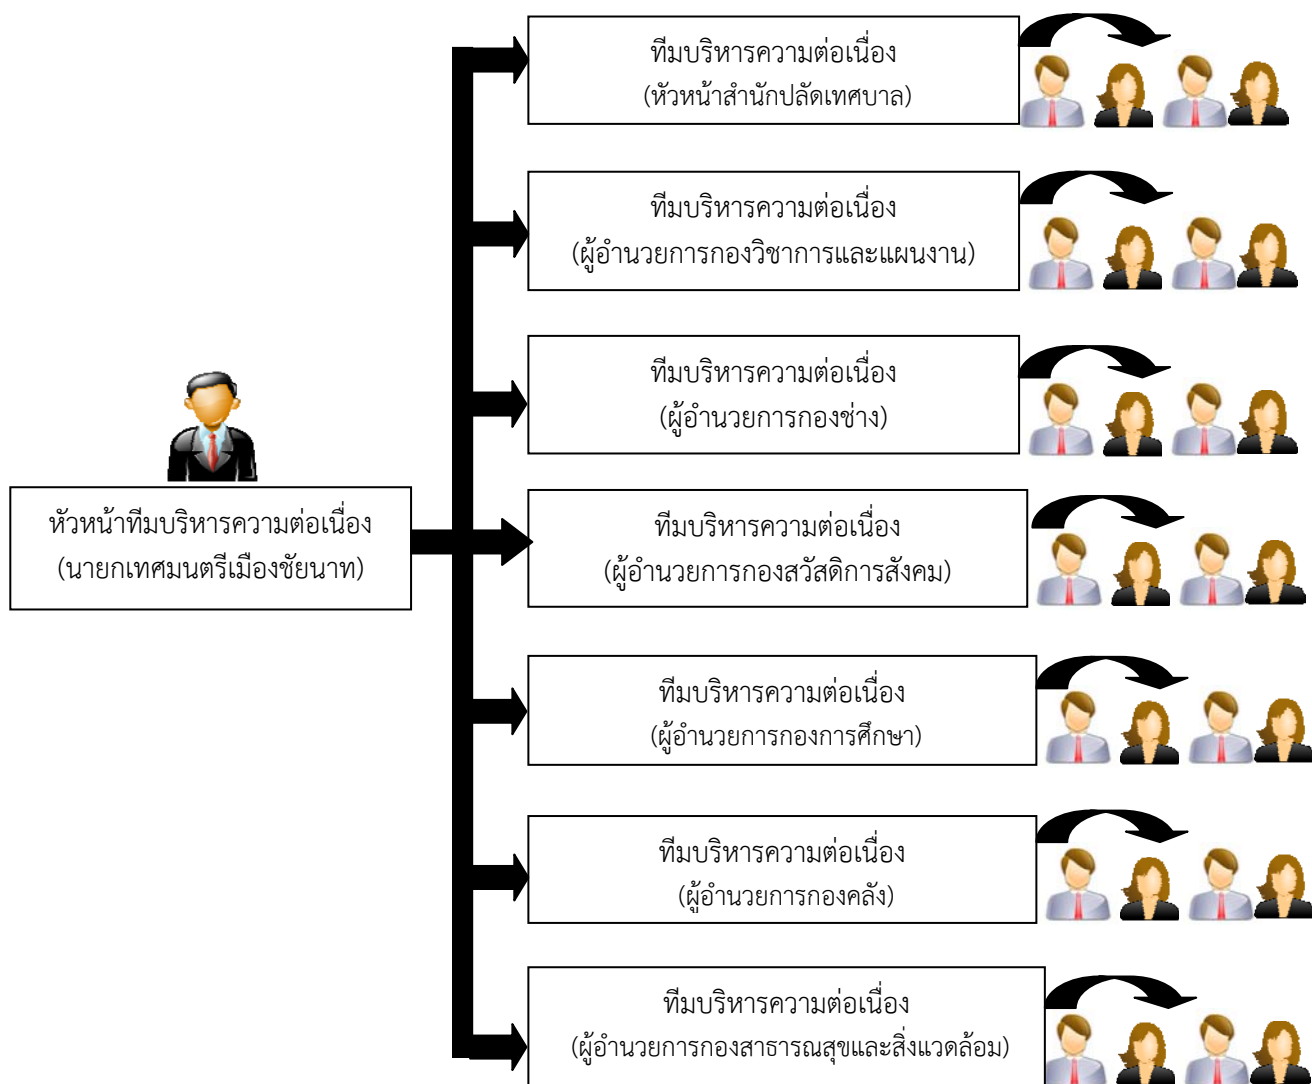 ทีมบริหารความต่อเนื่อง
(หัวหน้าสำนักปลัดเทศบาล)
ทีมบริหารความต่อเนื่อง
(ผู้อำนวยการกองวิชาการและแผนงาน)
ทีมบริหารความต่อเนื่อง
(ผู้อำนวยการกองช่าง)
หัวหน้าทีมบริหารความต่อเนื่อง
(นายกเทศมนตรีเมืองชัยนาท)
ทีมบริหารความต่อเนื่อง
(ผู้อำนวยการกองสวัสดิการสังคม)
ทีมบริหารความต่อเนื่อง
(ผู้อำนวยการกองการศึกษา)
ทีมบริหารความต่อเนื่อง
(ผู้อำนวยการกองคลัง)
ทีมบริหารความต่อเนื่อง
(ผู้อำนวยการกองสาธารณสุขและสิ่งแวดล้อม)